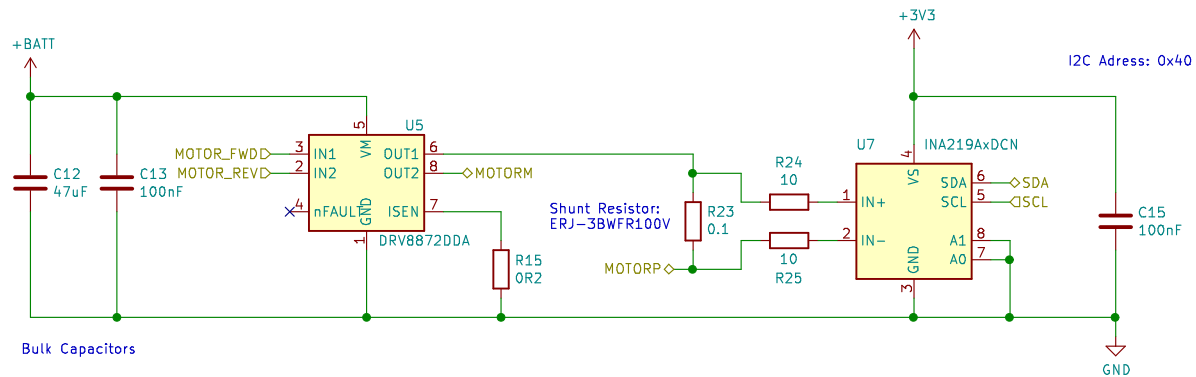 +3V3
+BATT
I2C Adress: 0x40
U5
5
VM
MOTOR_FWD
3
IN1
OUT1
6
MOTOR_REV
2
IN2
OUT2
8
MOTORM
4
nFAULT
GND
ISEN
7
1
DRV8872DDA
C12
47uF
C13
100nF
R15
0R2
Shunt Resistor:
ERJ-3BWFR100V
R23
0.1
MOTORP
R24
10
10
R25
U7
4
INA219AxDCN
VS
SDA
6
SDA
1
IN+
SCL
5
SCL
2
IN-
A1
8
A0
7
GND
3
C15
100nF
Bulk Capacitors
GND